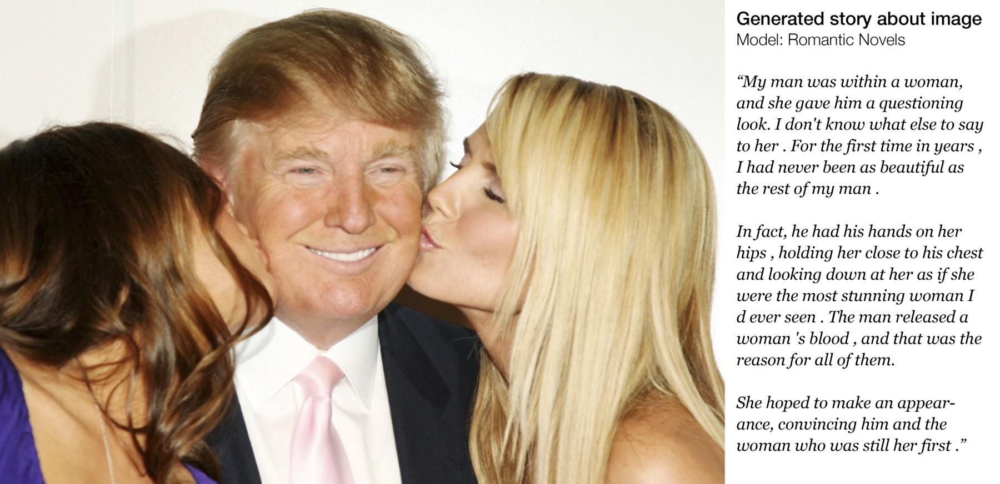 Generated story about image
Model: Romantic Novels
“My man was within a woman,
and she gave him a questioning
look. I don't know what else to say
to her . For the first time in years ,
I had never been as beautiful as
the rest of my man .
In fact, he had his hands on her
hips , holding her close to his chest
and looking down at her as if she
were the most stunning woman I
d ever seen . The man released a
woman 's blood , and that was the
reason for all of them.
She hoped to make an appear-
ance, convincing him and the
woman who was still her first .”